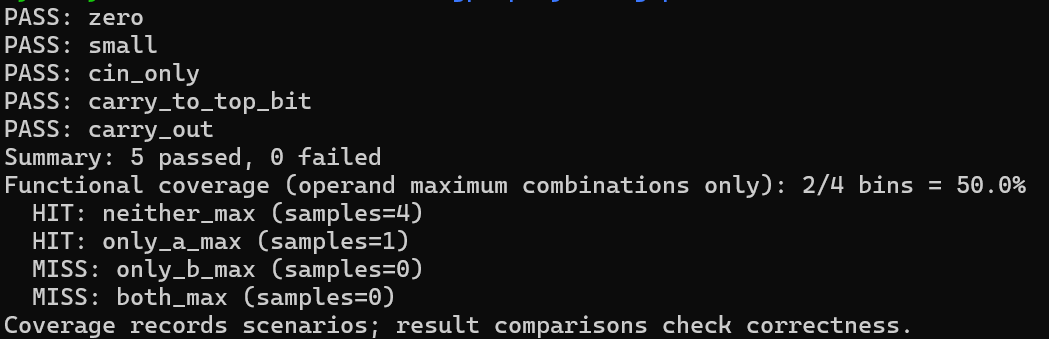 PASS: zero
PASS: small
PASS: cin_only
PASS: carry_to_top_bit
PASS: carry_out
Summary: 5 passed, 0 failed
Functional coverage (operand maximum combinations only): 2/4 bins = 50.0%
  HIT: neither_max (samples=4)
  HIT: only_a_max (samples=1)
  MISS: only_b_max (samples=0)
  MISS: both_max (samples=0)
Coverage records scenarios; result comparisons check correctness.